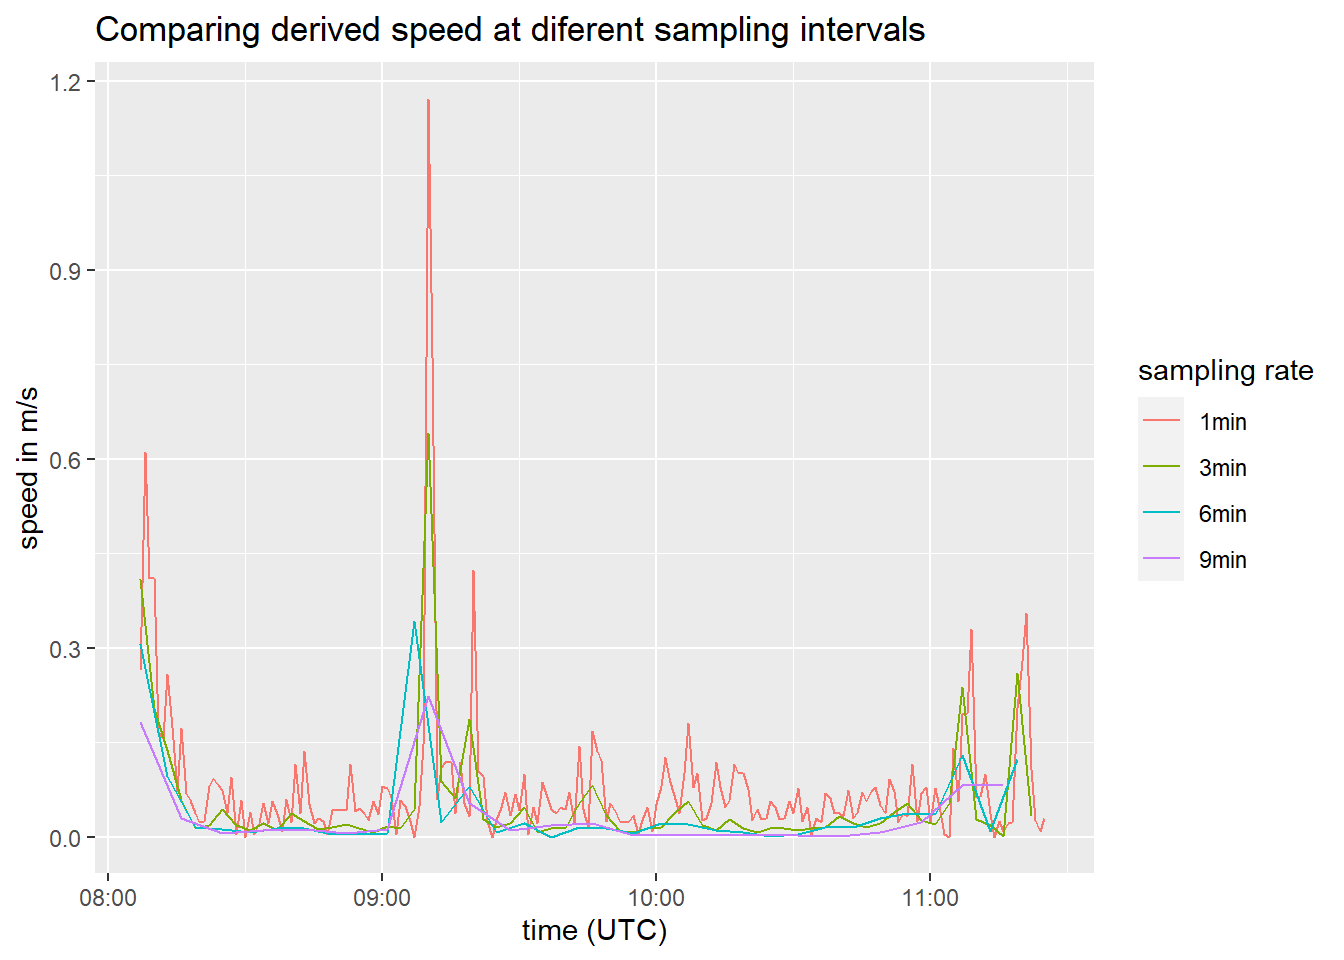 Comparing derived speed at diferent sampling intervals
1.2
0.9
0.6
0.3
0.0
speed in m/s
08:00
09:00
10:00
11:00
time (UTC)
sampling rate
1min
3min
6min
9min